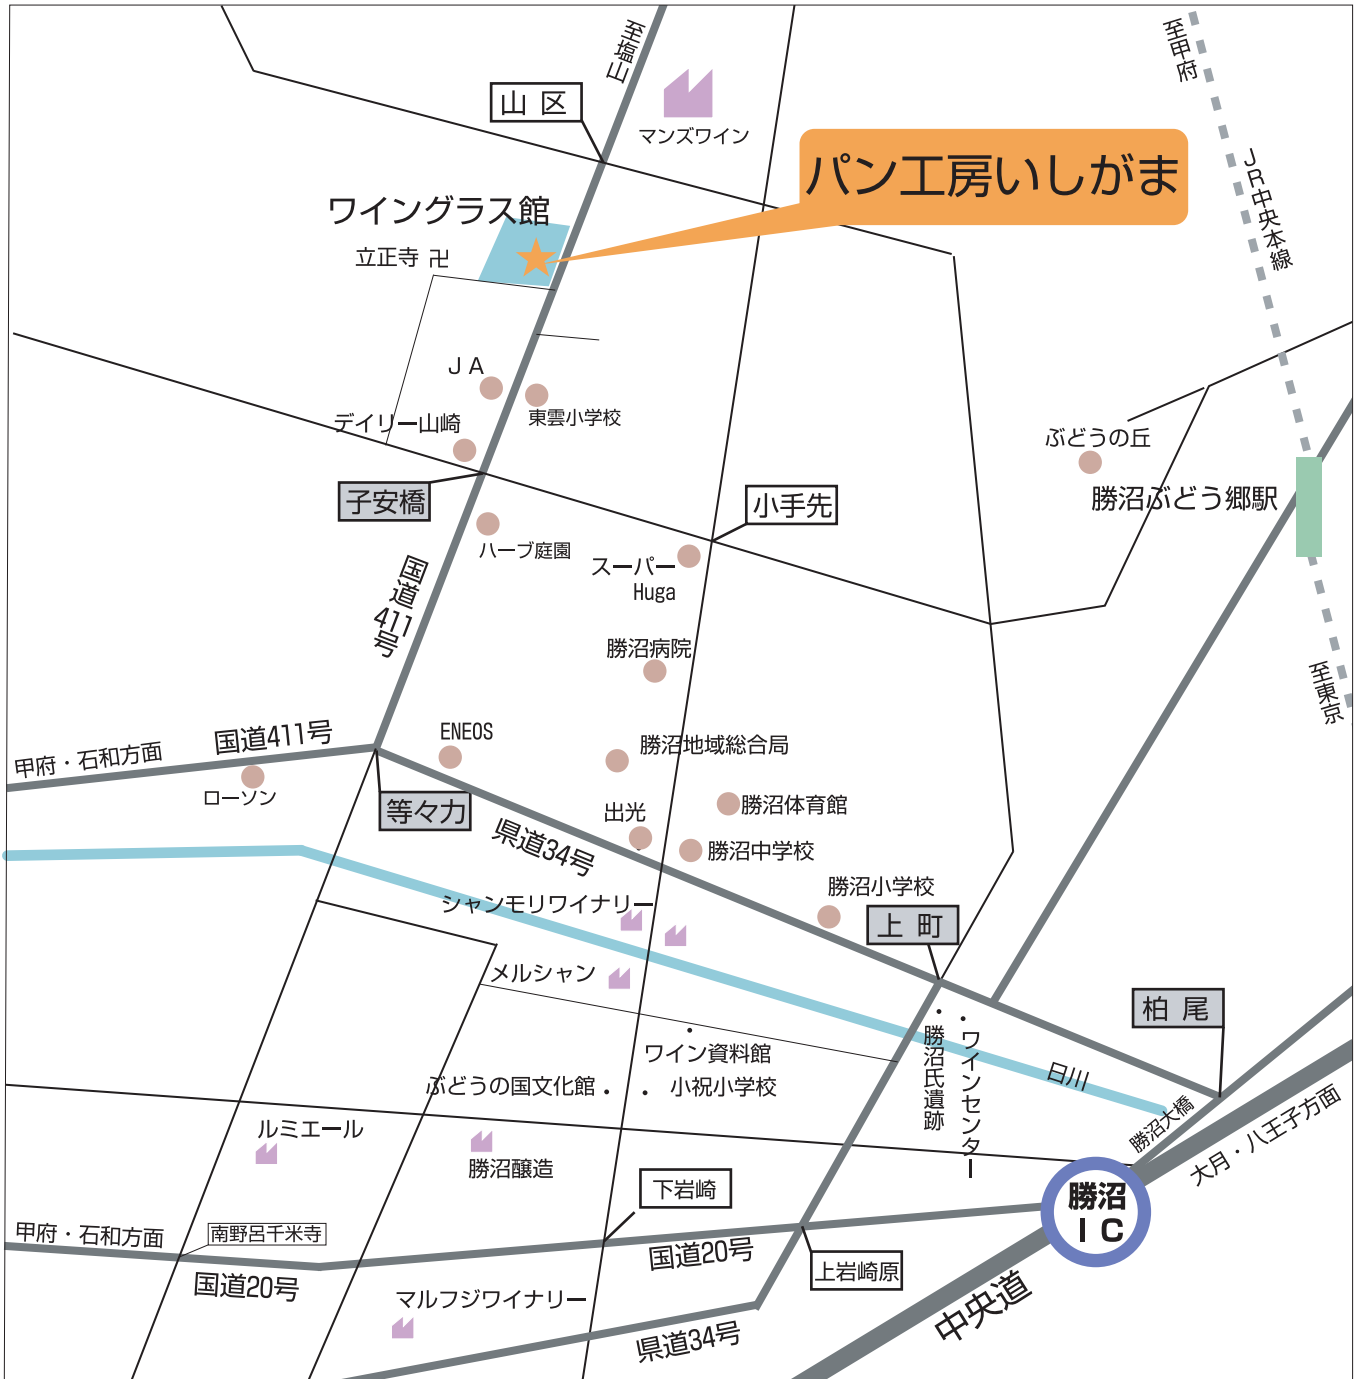 至塩山
至甲府
山区
マンズワイン
パン工房いしがま
JR中央本線
ワイングラス館
立正寺 卍
JA
デイリー山崎
東雲小学校
ぶどうの丘
子安橋
小手先
勝沼ぶどう郷駅
ハーブ庭園
スーパー
Huga
国道411号
勝沼病院
至東京
甲府・石和方面
国道411号
ENEOS
勝沼地域総合局
ローソン
等々力
出光
勝沼体育館
県道34号
勝沼中学校
勝沼小学校
シャンモリワイナリー
上町
メルシャン
柏尾
ワイン資料館
・勝沼氏遺跡
・ワインセンター
日川
ぶどうの国文化館・
・ 小祝小学校
勝沼大橋
大月・八王子方面
ルミエール
勝沼醸造
下岩崎
勝沼
IC
甲府・石和方面
南野呂千米寺
国道20号
国道20号
上岩崎原
マルフジワイナリー
県道34号
中央道